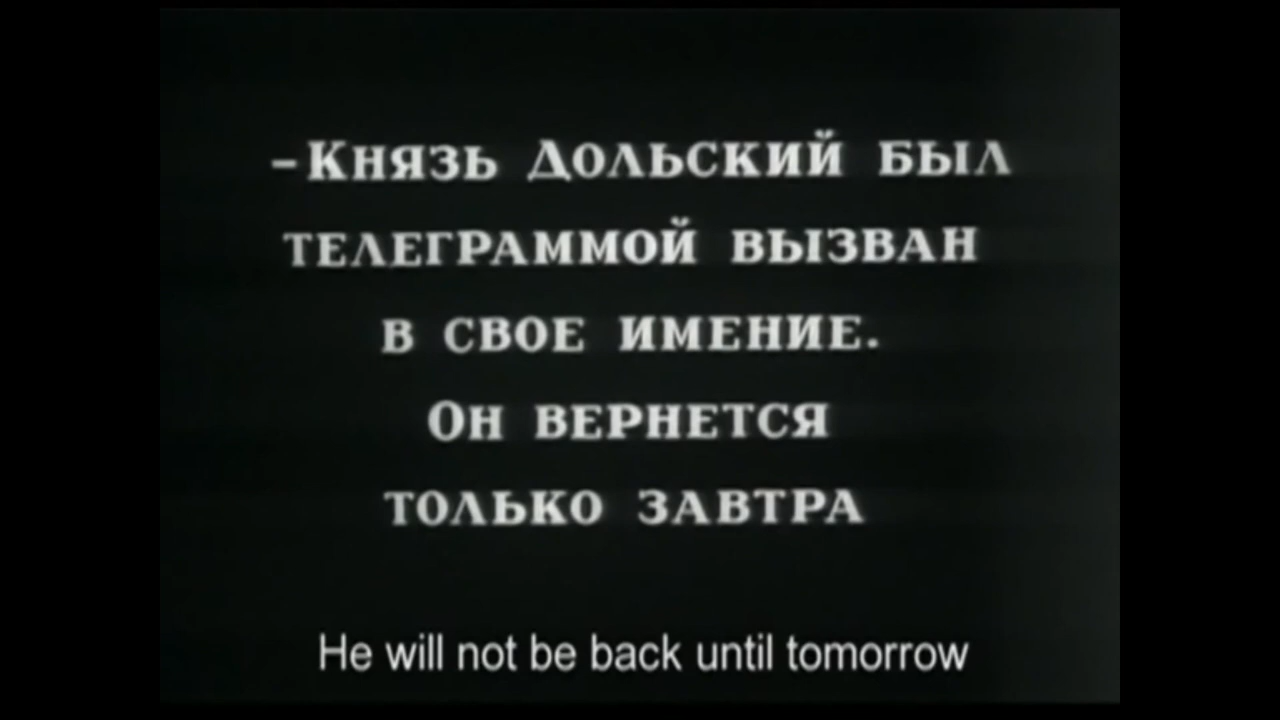 –Князь Дольский был
телеграммой вызван
в свое имение.
Он вернется
только завтра
He will not be back until tomorrow